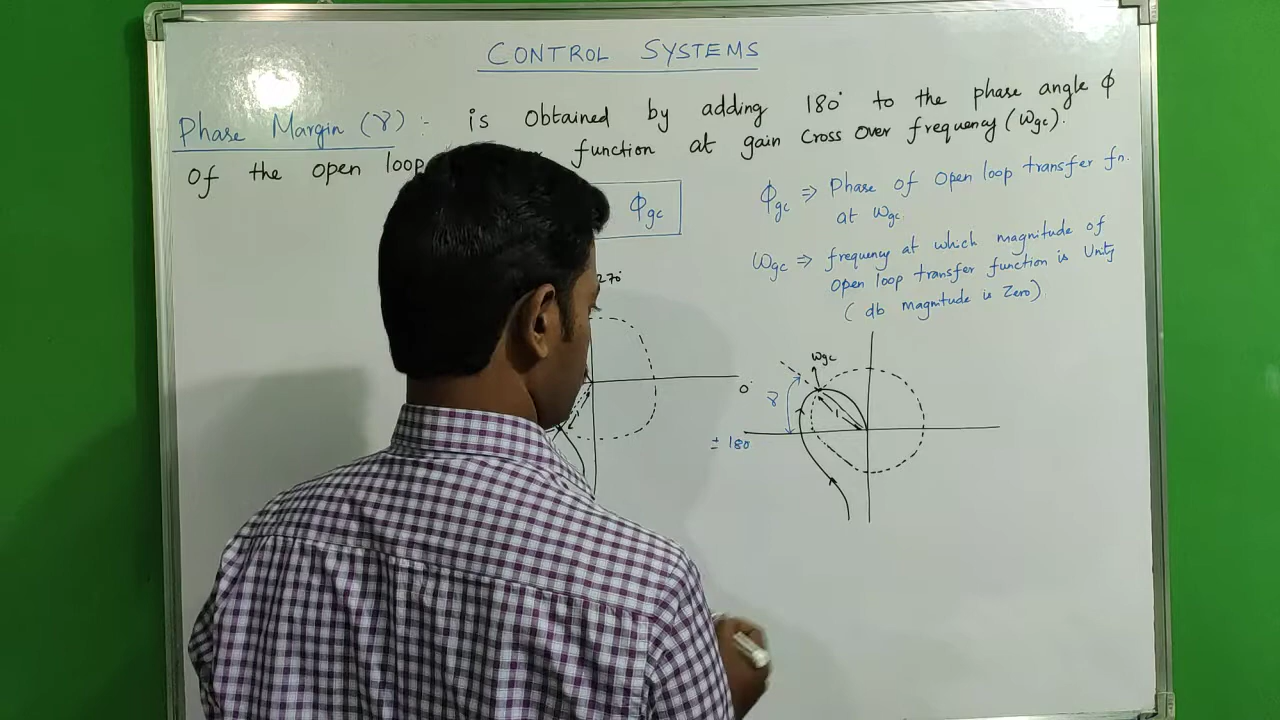 CONTROL SYSTEMS
Phase Margin (γ) :- is obtained by adding 180° to the phase angle ϕ
of the open loop function at gain cross over frequency (ωgc).
ϕgc
ϕgc ⇒ Phase of open loop transfer fn.
at ωgc.
ωgc ⇒ frequency at which magnitude of
open loop transfer function is Unity
( db magnitude is Zero)
270°
0°
ωgc
γ
1
± 180